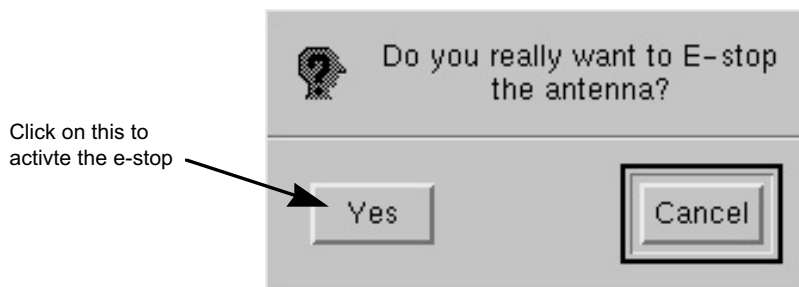 Do you really want to E-stop
the antenna?
Click on this to
activte the e-stop
Yes
Cancel